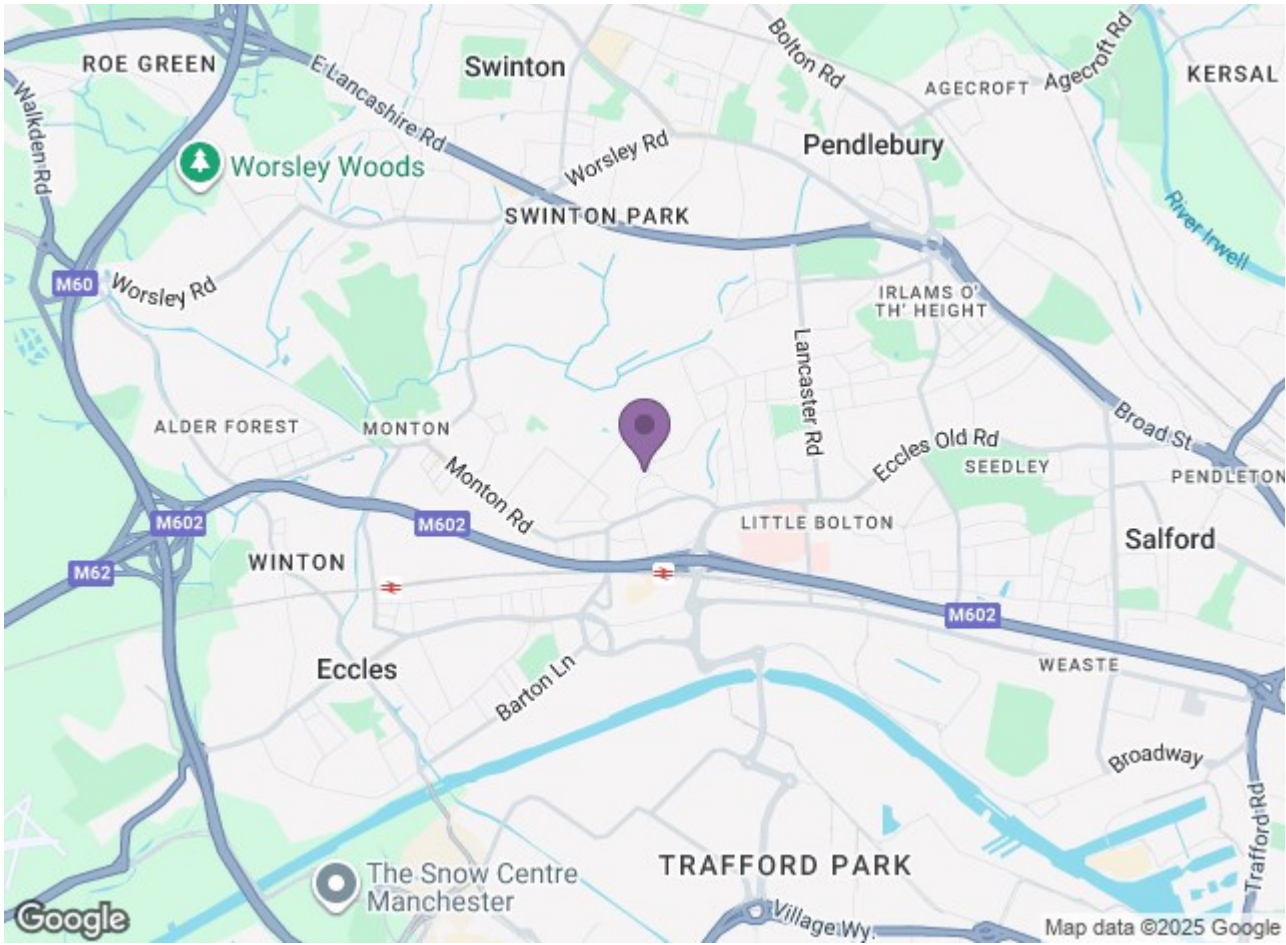 ROE GREEN
Swinton
Bolton Rd
AGECROFT
Agecroft Rd
KERSAL
E Lancashire Rd
Walkden Rd
Worsley Woods
Worsley Rd
Pendlebury
SWINTON PARK
River Irwell
M60
Worsley Rd
IRLAMS O'
TH' HEIGHT
Lancaster Rd
ALDER FOREST
MONTON
Broad St
Eccles Old Rd
SEEDLEY
PENDLETON
Monton Rd
M602
M602
LITTLE BOLTON
Salford
WINTON
M62
M602
Eccles
Barton Ln
WEASTE
Broadway
Trafford Rd
TRAFFORD PARK
The Snow Centre
Manchester
Village Wy.
Google
Map data ©2025 Google